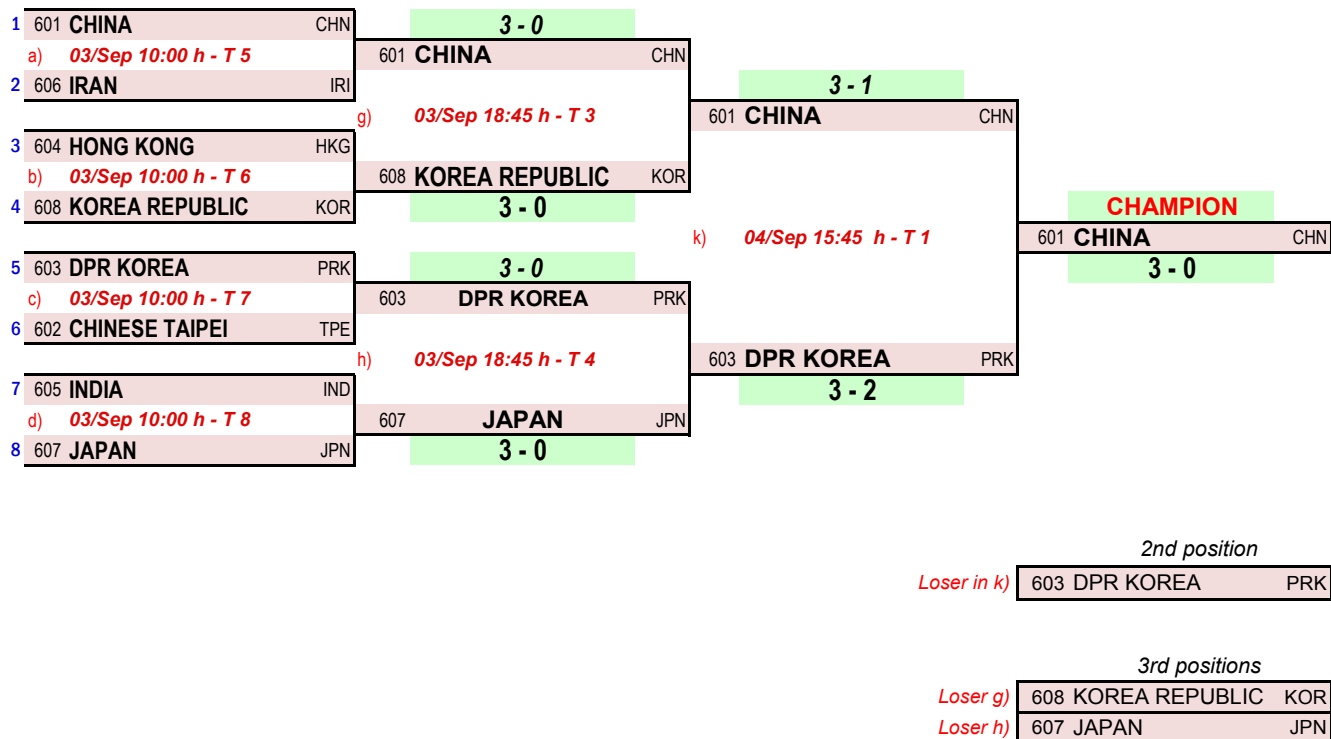 1 601 CHINA CHN
3 - 0
a) 03/Sep 10:00 h - T 5
601 CHINA CHN
2 606 IRAN IRI
3 - 1
g) 03/Sep 18:45 h - T 3
601 CHINA CHN
3 604 HONG KONG HKG
b) 03/Sep 10:00 h - T 6
608 KOREA REPUBLIC KOR
4 608 KOREA REPUBLIC KOR
3 - 0
CHAMPION
k) 04/Sep 15:45 h - T 1
601 CHINA CHN
5 603 DPR KOREA PRK
3 - 0
3 - 0
c) 03/Sep 10:00 h - T 7
603 DPR KOREA PRK
6 602 CHINESE TAIPEI TPE
h) 03/Sep 18:45 h - T 4
603 DPR KOREA PRK
7 605 INDIA IND
3 - 2
d) 03/Sep 10:00 h - T 8
607 JAPAN JPN
8 607 JAPAN JPN
3 - 0
2nd position
Loser in k) 603 DPR KOREA PRK
3rd positions
Loser g) 608 KOREA REPUBLIC KOR
Loser h) 607 JAPAN JPN